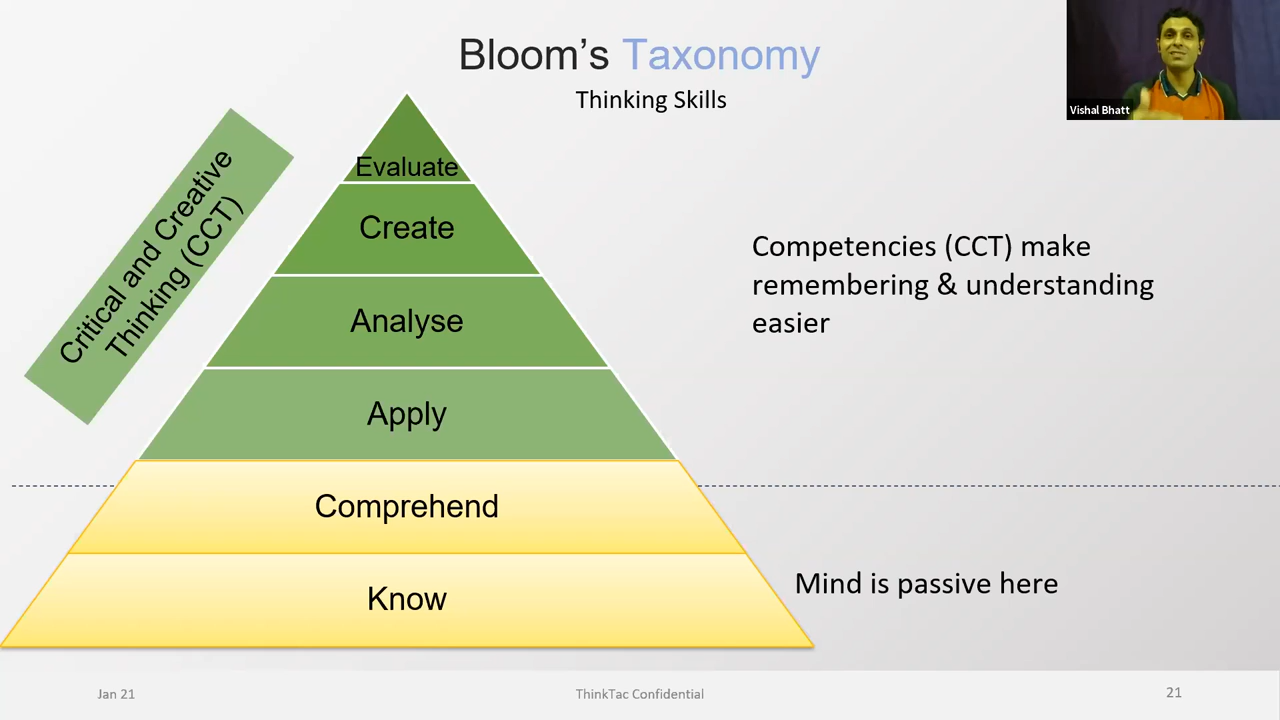 Bloom's Taxonomy
Thinking Skills
Vishal Bhatt
Critical and Creative
Thinking (CCT)
Evaluate
Create
Analyse
Apply
Comprehend
Know
Competencies (CCT) make
remembering & understanding
easier
Mind is passive here
Jan 21
ThinkTac Confidential
21